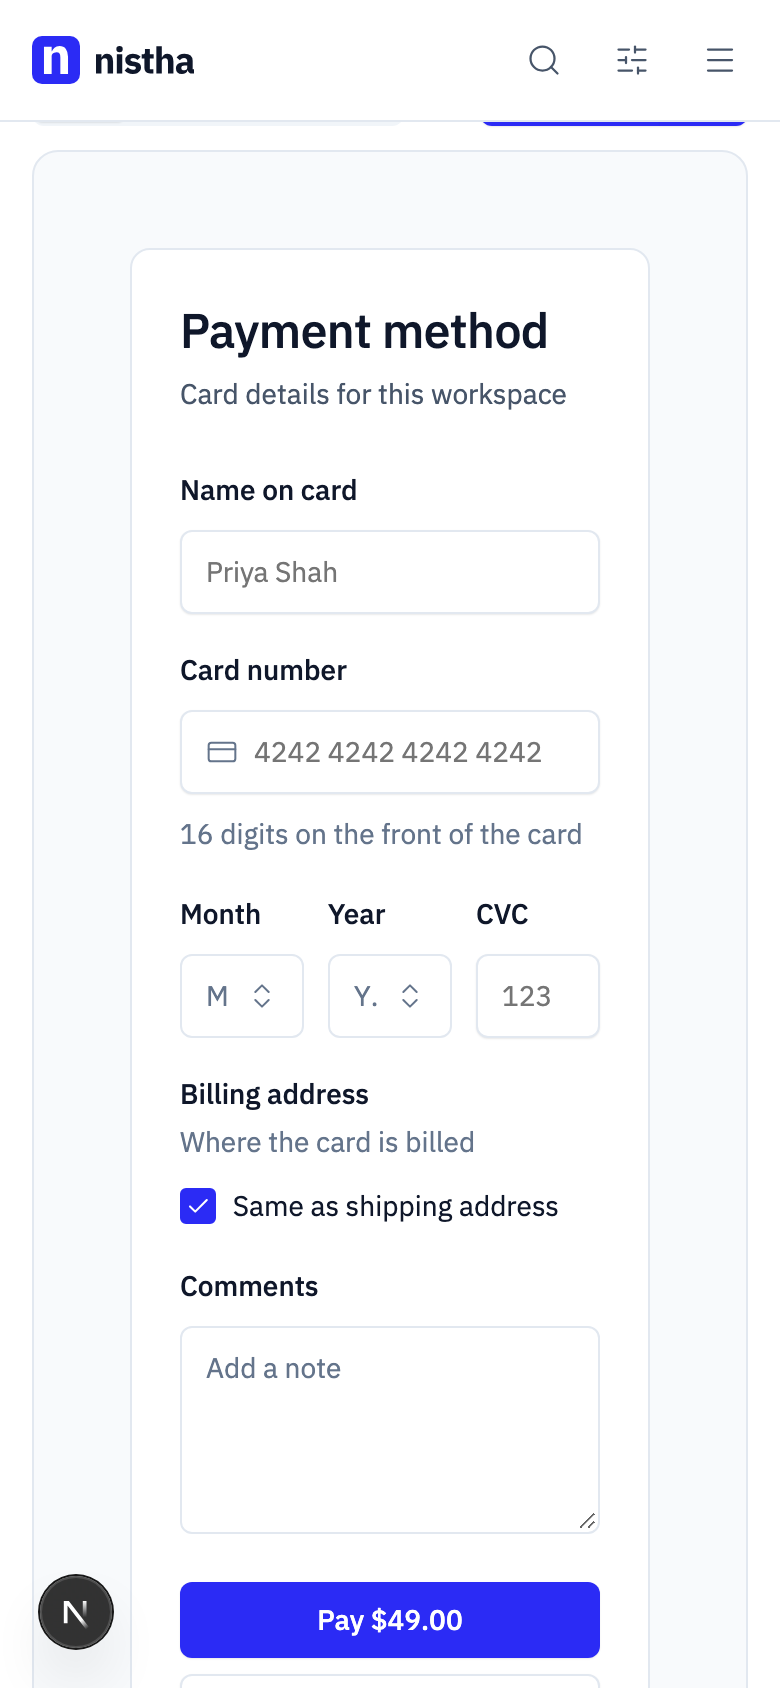 n nistha
Payment method
Card details for this workspace
Name on card
Priya Shah
Card number
4242 4242 4242 4242
16 digits on the front of the card
Month Year CVC
M Y. 123
Billing address
Where the card is billed
Same as shipping address
Comments
Add a note
Pay $49.00
N